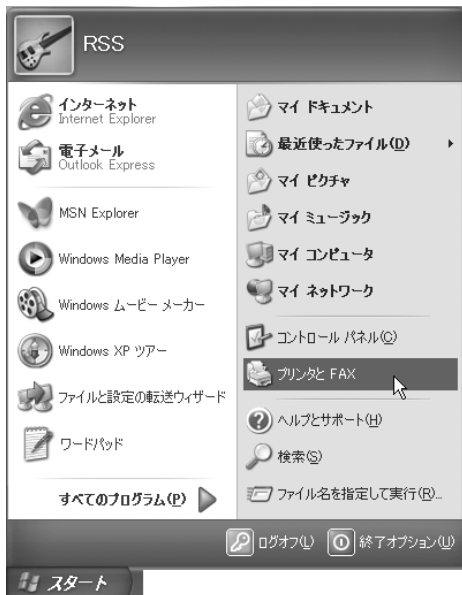 RSS
インターネット
Internet Explorer
電子メール
Outlook Express
MSN Explorer
Windows Media Player
Windows ムービー メーカー
Windows XP ツアー
ファイルと設定の転送ウィザード
ワードパッド
すべてのプログラム(P)
マイ ドキュメント
最近使ったファイル(D)
マイ ピクチャ
マイ ミュージック
マイ コンピュータ
マイ ネットワーク
コントロール パネル(C)
プリンタと FAX
ヘルプとサポート(H)
検索(S)
ファイル名を指定して実行(R)...
ログオフ(L)
終了オプション(U)
スタート